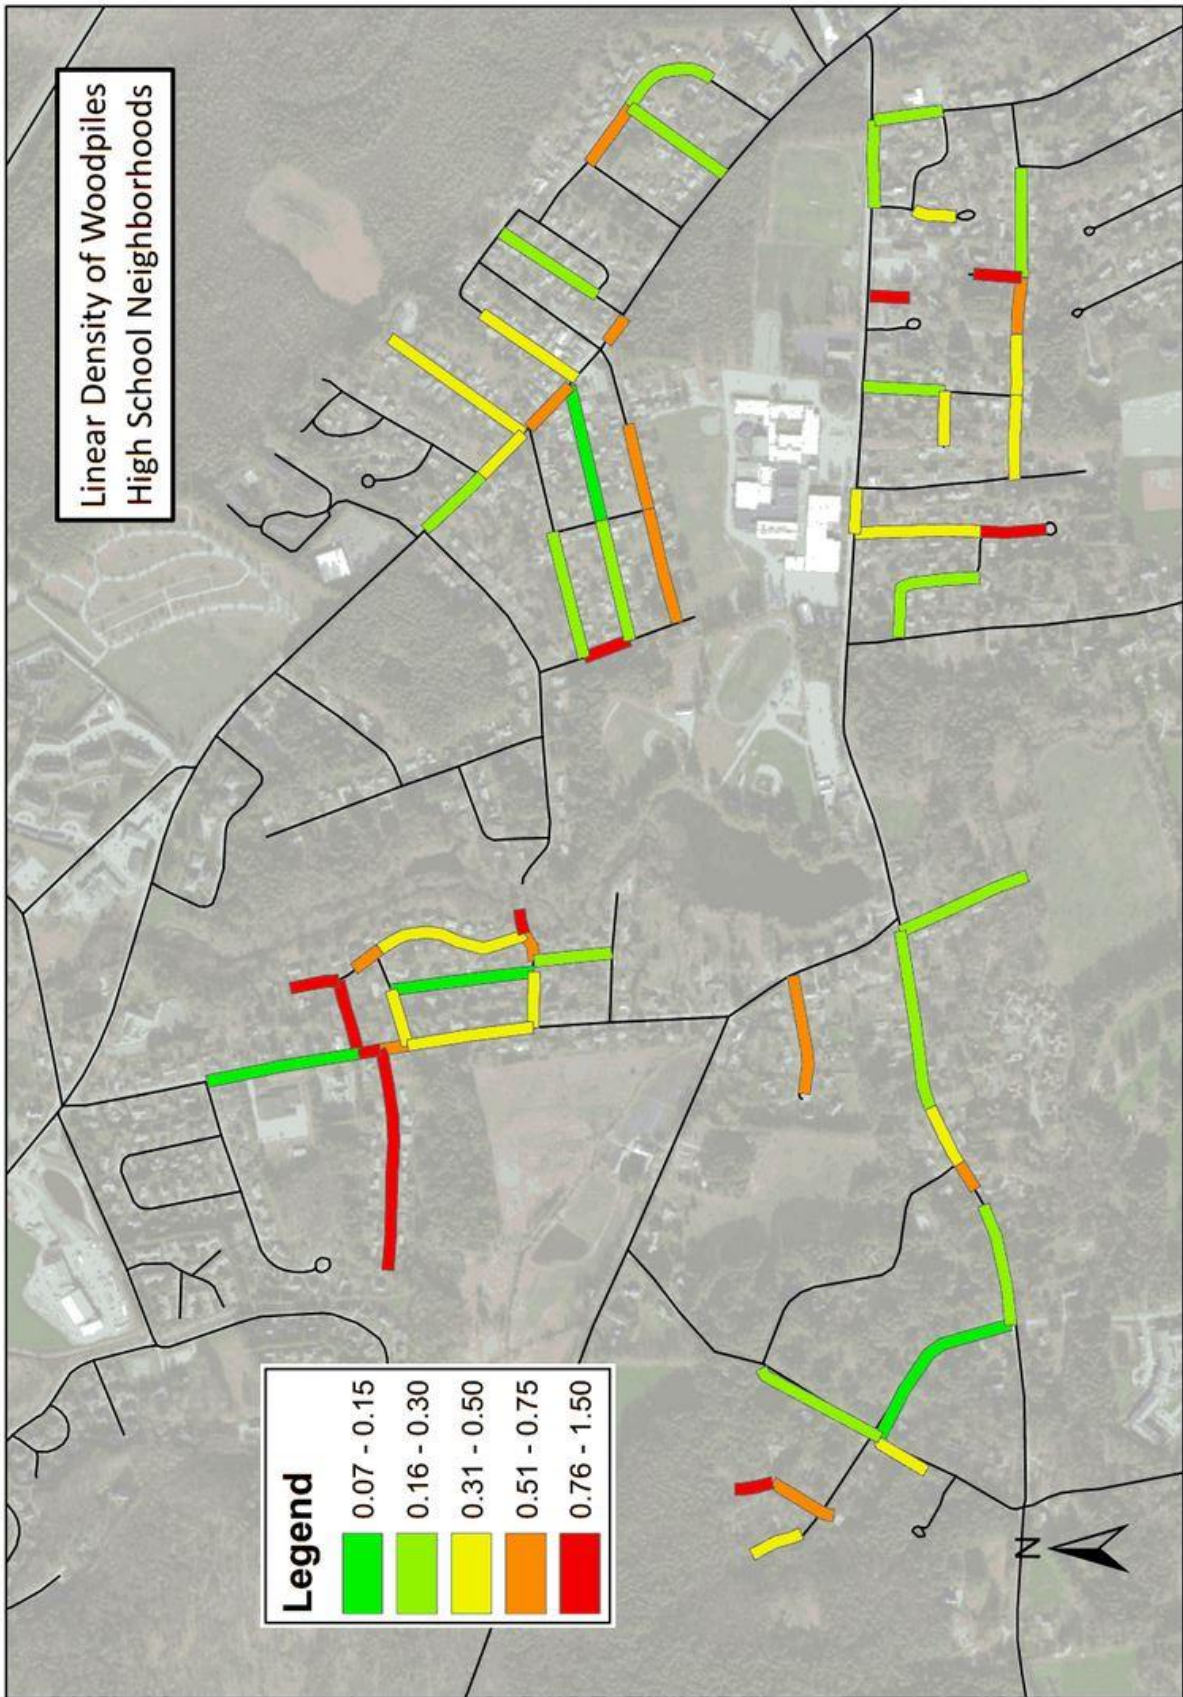 Linear Density of Woodpiles
High School Neighborhoods
Legend
0.07 - 0.15
0.16 - 0.30
0.31 - 0.50
0.51 - 0.75
0.76 - 1.50
N